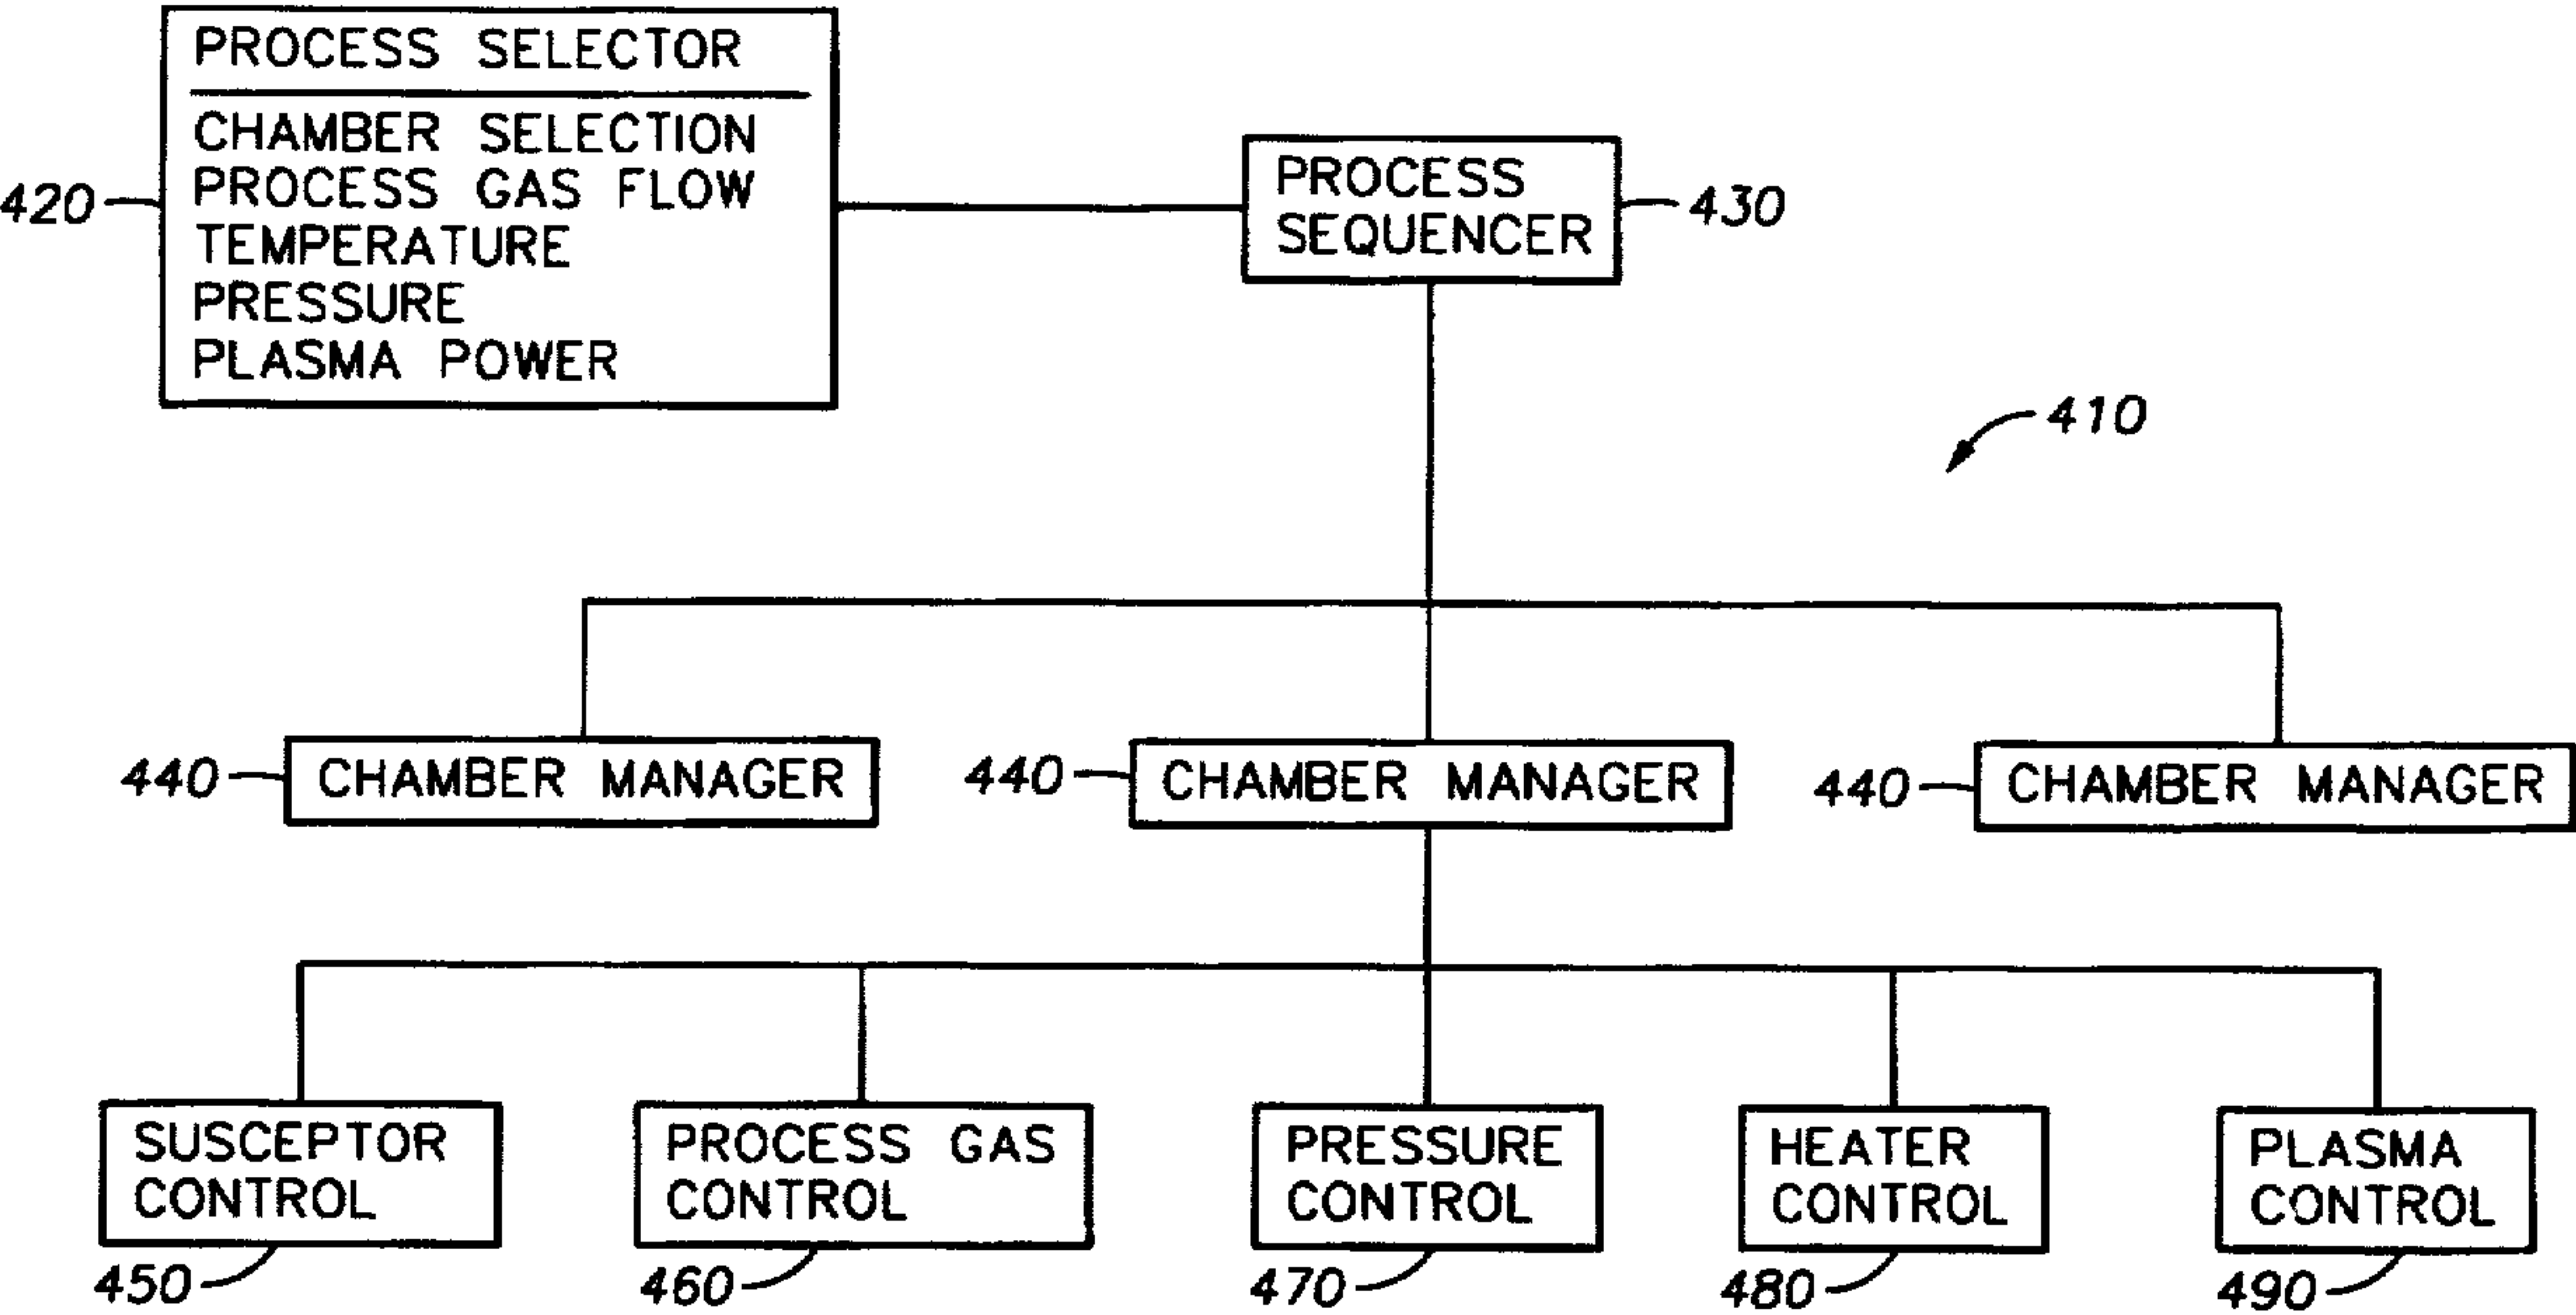 PROCESS SELECTOR
CHAMBER SELECTION
PROCESS GAS FLOW
TEMPERATURE
PRESSURE
PLASMA POWER
420
PROCESS
SEQUENCER
430
410
440
CHAMBER MANAGER
440
CHAMBER MANAGER
440
CHAMBER MANAGER
SUSCEPTOR
CONTROL
450
PROCESS GAS
CONTROL
460
PRESSURE
CONTROL
470
HEATER
CONTROL
480
PLASMA
CONTROL
490